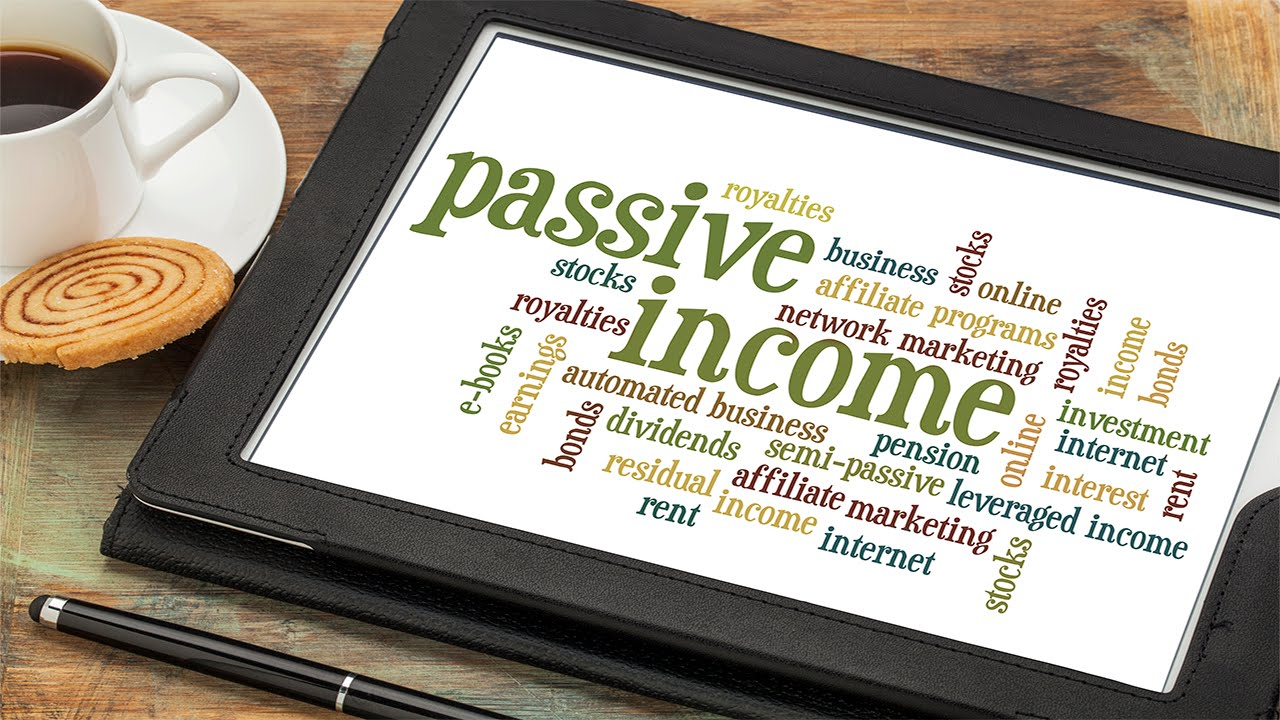 passive
royalties
business
stocks
stocks
online
affiliate programs
income
royalties
network marketing
royalties
income
bonds
e-books
earnings
automated business
investment
bonds
dividends
pension
online
internet
semi-passive
interest
rent
residual income
affiliate marketing
leveraged income
rent
internet
stocks